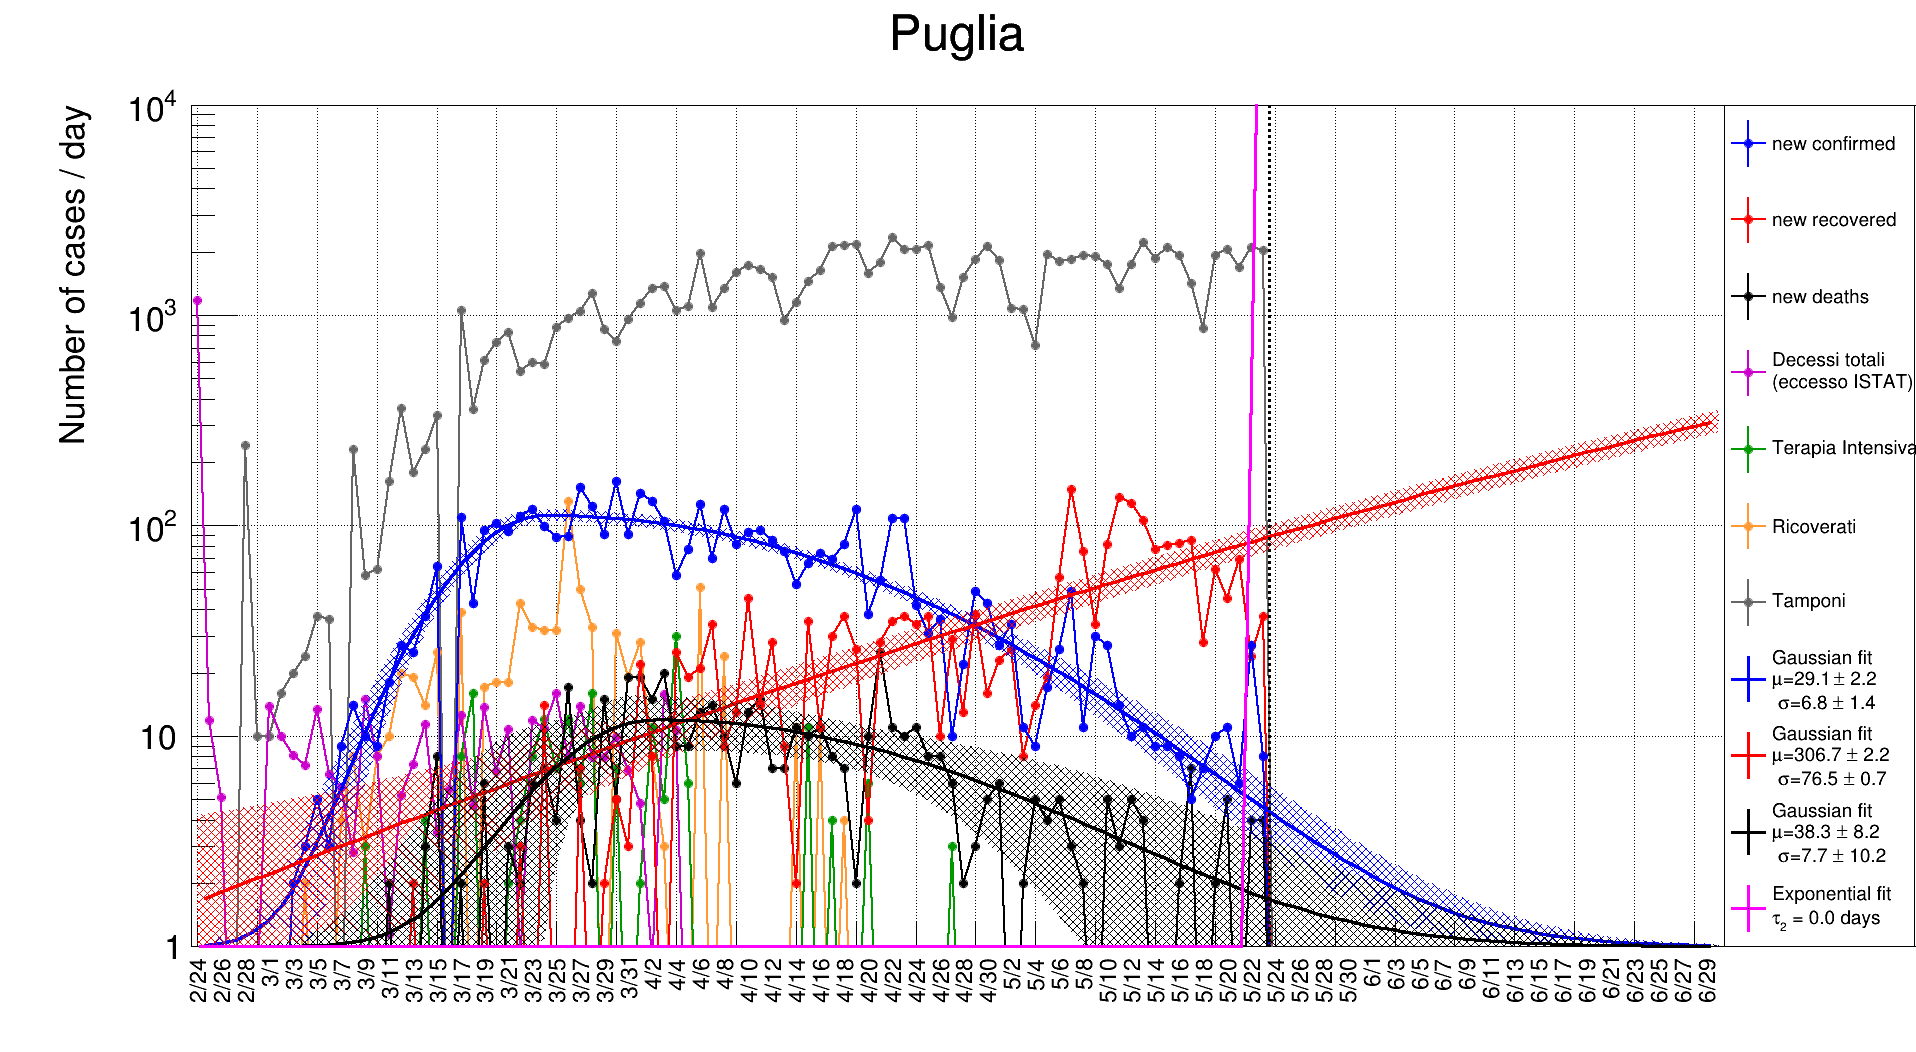 Puglia
Number of cases / day
10^4
10^3
10^2
10
1
2/24 2/26 2/28 3/1 3/3 3/5 3/7 3/9 3/11 3/13 3/15 3/17 3/19 3/21 3/23 3/25 3/27 3/29 3/31 4/2 4/4 4/6 4/8 4/10 4/12 4/14 4/16 4/18 4/20 4/22 4/24 4/26 4/28 4/30 5/2 5/4 5/6 5/8 5/10 5/12 5/14 5/16 5/18 5/20 5/22 5/24 5/26 5/28 5/30 6/1 6/3 6/5 6/7 6/9 6/11 6/13 6/15 6/17 6/19 6/21 6/23 6/25 6/27 6/29
new confirmed
new recovered
new deaths
Decessi totali
(eccesso ISTAT)
Terapia Intensiva
Ricoverati
Tamponi
Gaussian fit
μ=29.1 ± 2.2
σ=6.8 ± 1.4
Gaussian fit
μ=306.7 ± 2.2
σ=76.5 ± 0.7
Gaussian fit
μ=38.3 ± 8.2
σ=7.7 ± 10.2
Exponential fit
τ₂ = 0.0 days